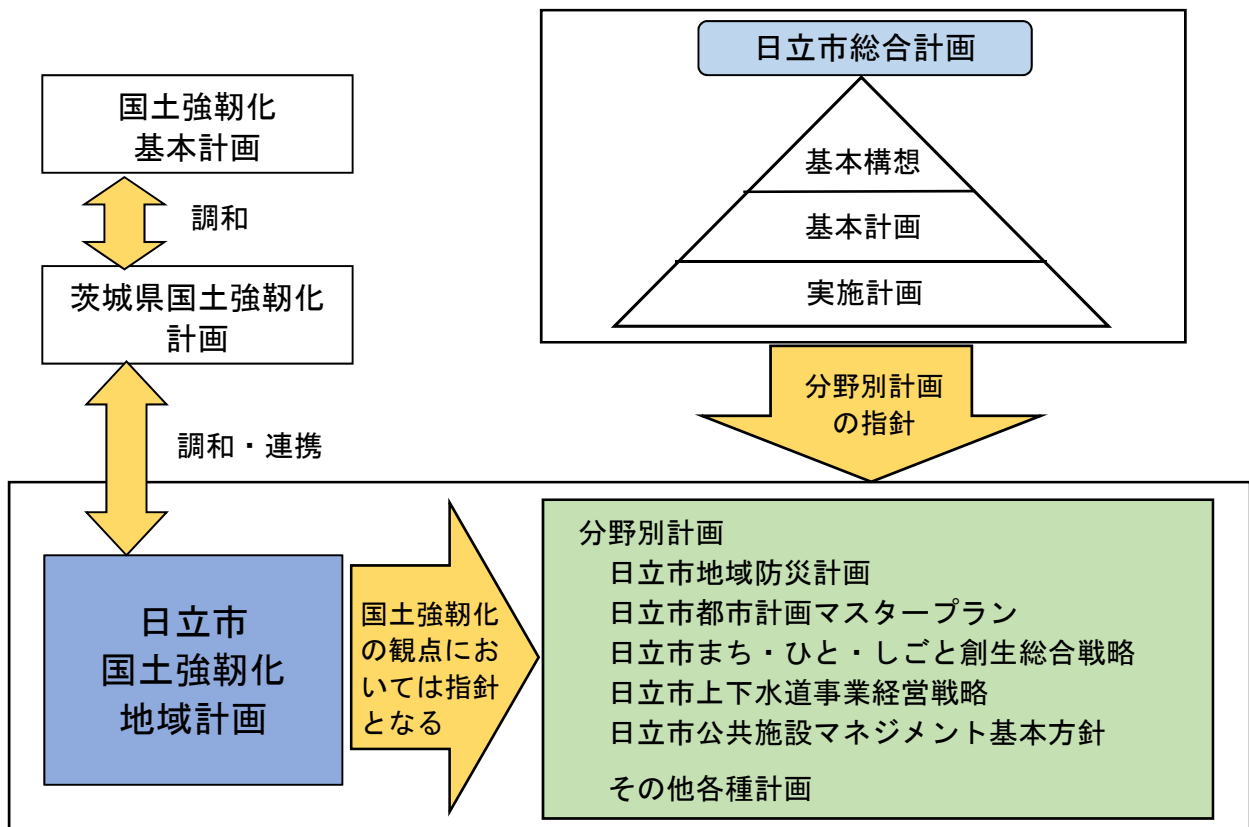 国土強靭化
基本計画
調和
茨城県国土強靭化
計画
調和・連携
日立市総合計画
基本構想
基本計画
実施計画
分野別計画
の指針
日立市
国土強靭化
地域計画
国土強靭化
の観点にお
いては指針
となる
分野別計画
日立市地域防災計画
日立市都市計画マスタープラン
日立市まち・ひと・しごと創生総合戦略
日立市上下水道事業経営戦略
日立市公共施設マネジメント基本方針
その他各種計画